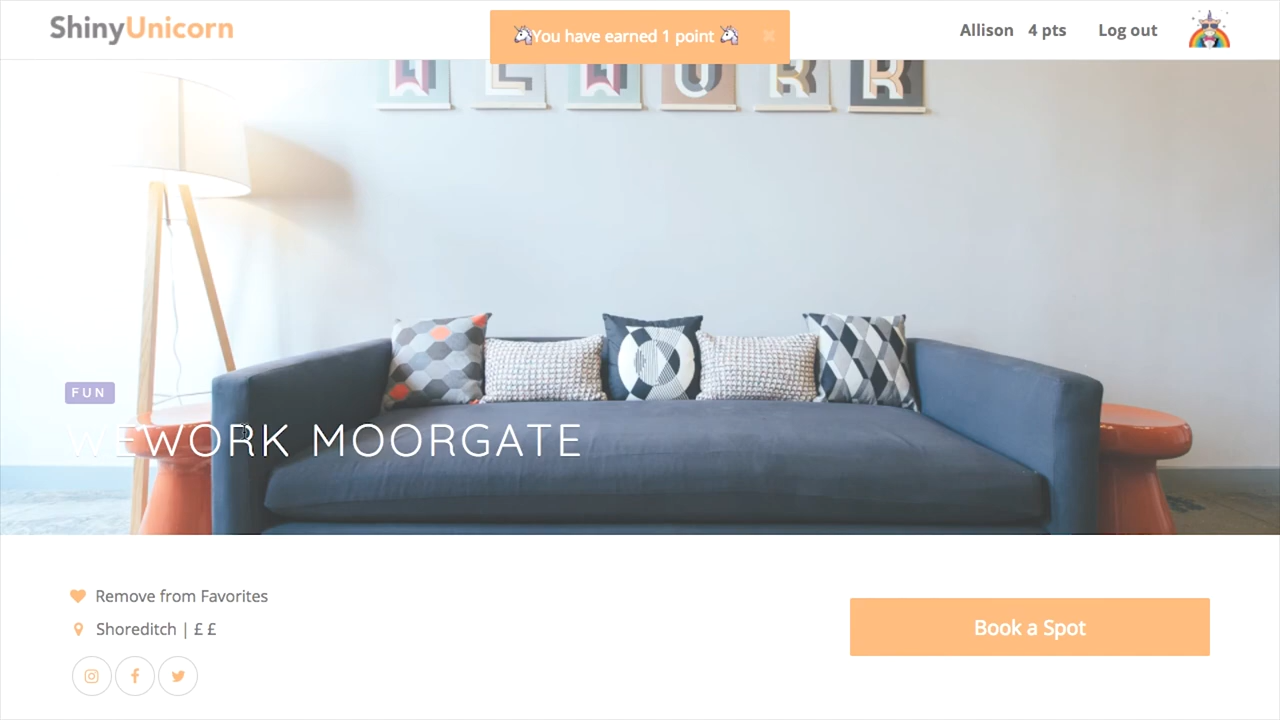 ShinyUnicorn
You have earned 1 point
Allison 4 pts Log out
W E W O R K
FUN
WEWORK MOORGATE
Remove from Favorites
Shoreditch | £ £
Book a Spot